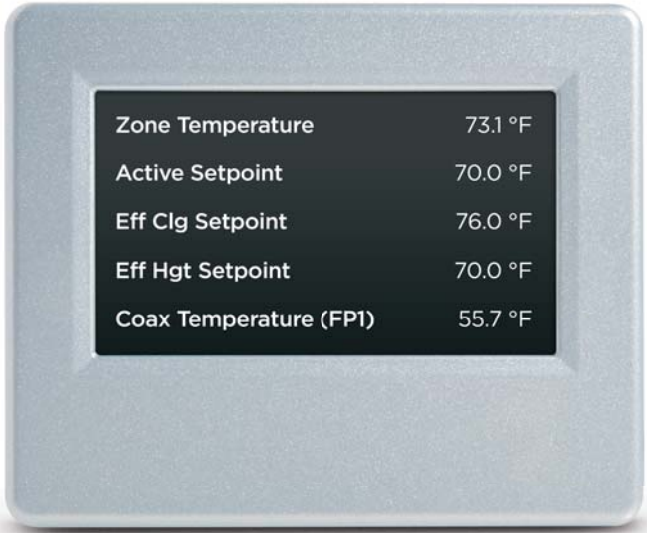 Zone Temperature 73.1 °F
Active Setpoint 70.0 °F
Eff Clg Setpoint 76.0 °F
Eff Hgt Setpoint 70.0 °F
Coax Temperature (FP1) 55.7 °F